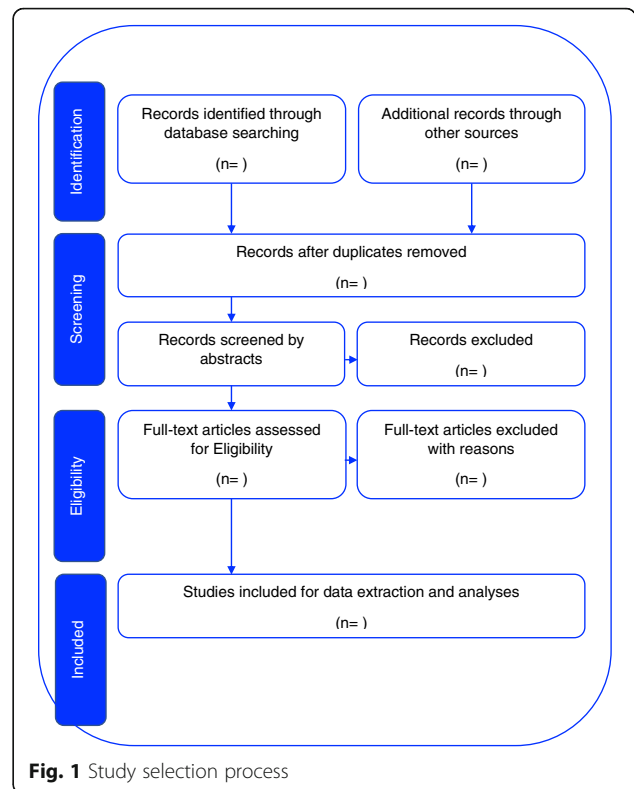 Identification
Records identified through
database searching
(n= )
Additional records through
other sources
(n= )
Screening
Records after duplicates removed
(n= )
Records screened by
abstracts
Records excluded
(n= )
Eligibility
Full-text articles assessed
for Eligibility
(n= )
Full-text articles excluded
with reasons
(n= )
Included
Studies included for data extraction and analyses
(n= )
Fig. 1 Study selection process